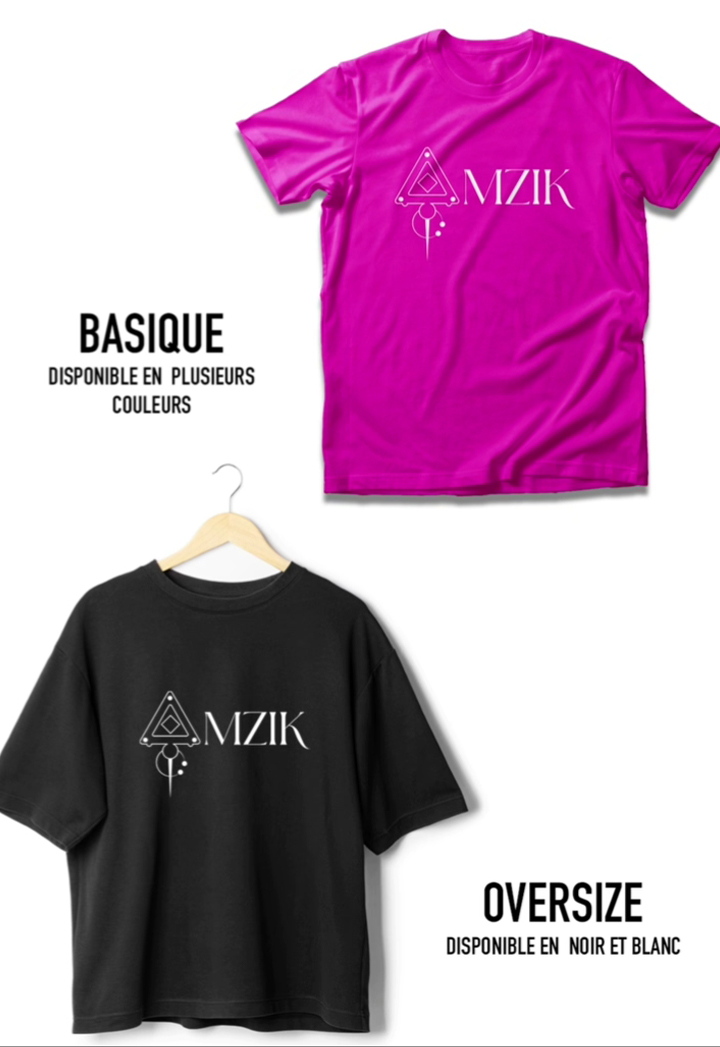 MZIK
BASIQUE
DISPONIBLE EN PLUSIEURS
COULEURS
MZIK
OVERSIZE
DISPONIBLE EN NOIR ET BLANC